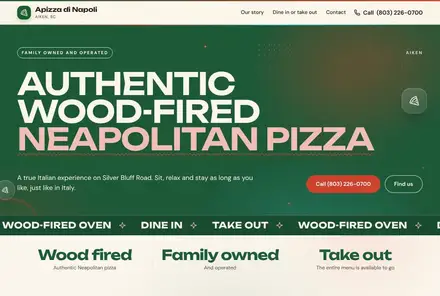 Apizza di Napoli
AIKEN, SC
Our story
Dine in or take out
Contact
Call (803) 226-0700
FAMILY OWNED AND OPERATED
AIKEN
AUTHENTIC
WOOD-FIRED
NEAPOLITAN PIZZA
A true Italian experience on Silver Bluff Road. Sit, relax and stay as long as you
like, just like in Italy.
Call (803) 226-0700
Find us
WOOD-FIRED OVEN
DINE IN
TAKE OUT
WOOD-FIRED OVEN
D
Wood fired
Authentic Neapolitan pizza
Family owned
And operated
Take out
The entire menu is available to go